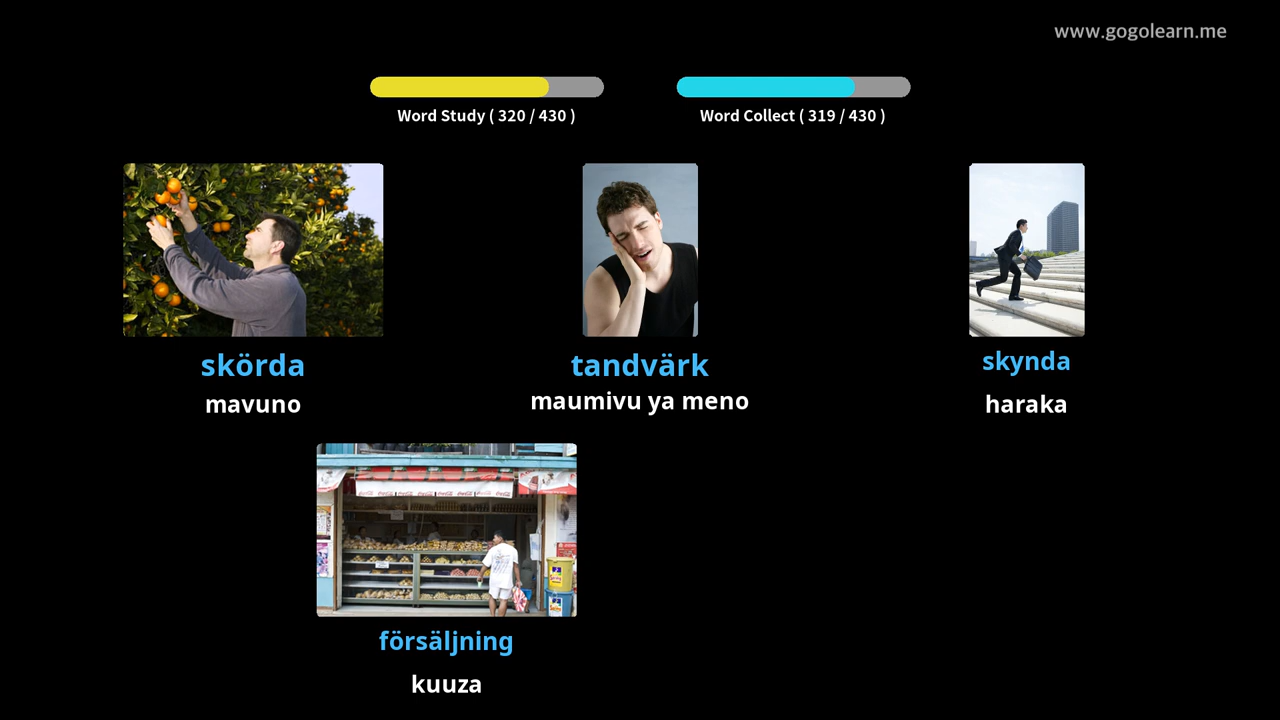 www.gogolearn.me
Word Study ( 320 / 430 )
Word Collect ( 319 / 430 )
skörda
mavuno
tandvärk
maumivu ya meno
skynda
haraka
försäljning
kuuza